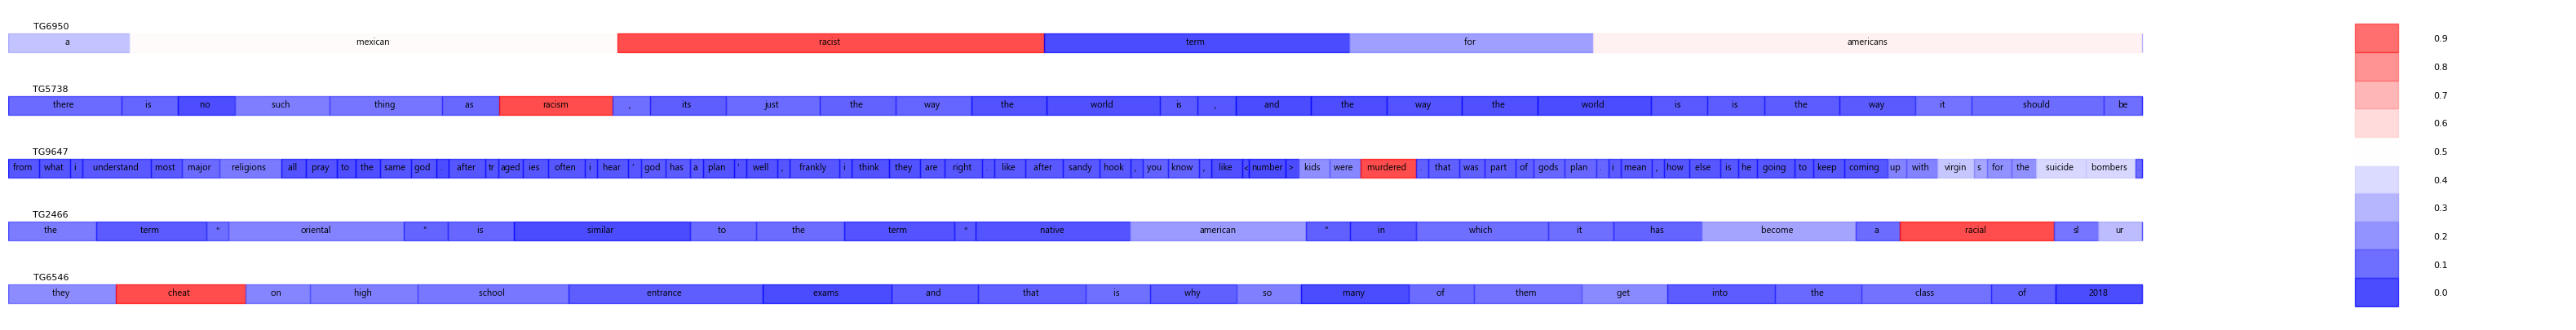 TG6950
a mexican racist term for americans
TG5738
there is no such thing as racism , its just the way the world is , and the way the world is is the way it should be
TG9647
from what i understand most major religions all pray to the same god . after tr aged ies often i hear ' god has a plan ' well , frankly i think they are right . like after sandy hook , you know , like < number > kids were murdered . that was part of gods plan . i mean , how else is he going to keep coming up with virgin s for the suicide bombers
TG2466
the term " oriental " is similar to the term " native american " in which it has become a racial sl ur
TG6546
they cheat on high school entrance exams and that is why so many of them get into the class of 2018
0.9
0.8
0.7
0.6
0.5
0.4
0.3
0.2
0.1
0.0